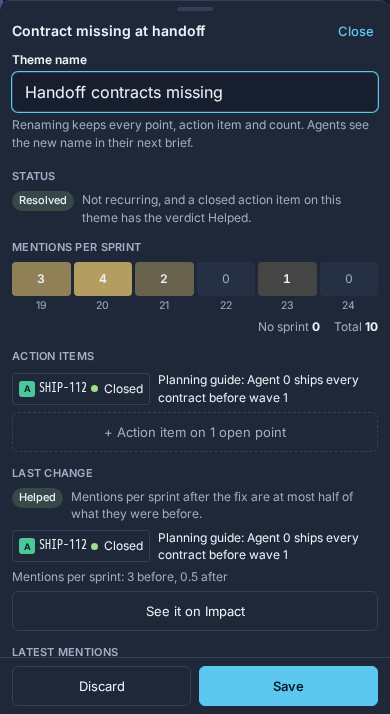 Contract missing at handoff
Close
Theme name
Handoff contracts missing
Renaming keeps every point, action item and count. Agents see
the new name in their next brief.
STATUS
Resolved
Not recurring, and a closed action item on this
theme has the verdict Helped.
MENTIONS PER SPRINT
3 4 2 0 1 0
19 20 21 22 23 24
No sprint 0 Total 10
ACTION ITEMS
A SHIP-112 Closed
Planning guide: Agent 0 ships every
contract before wave 1
+ Action item on 1 open point
LAST CHANGE
Helped
Mentions per sprint after the fix are at most half of
what they were before.
A SHIP-112 Closed
Planning guide: Agent 0 ships every
contract before wave 1
Mentions per sprint: 3 before, 0.5 after
See it on Impact
LATEST MENTIONS
Discard
Save